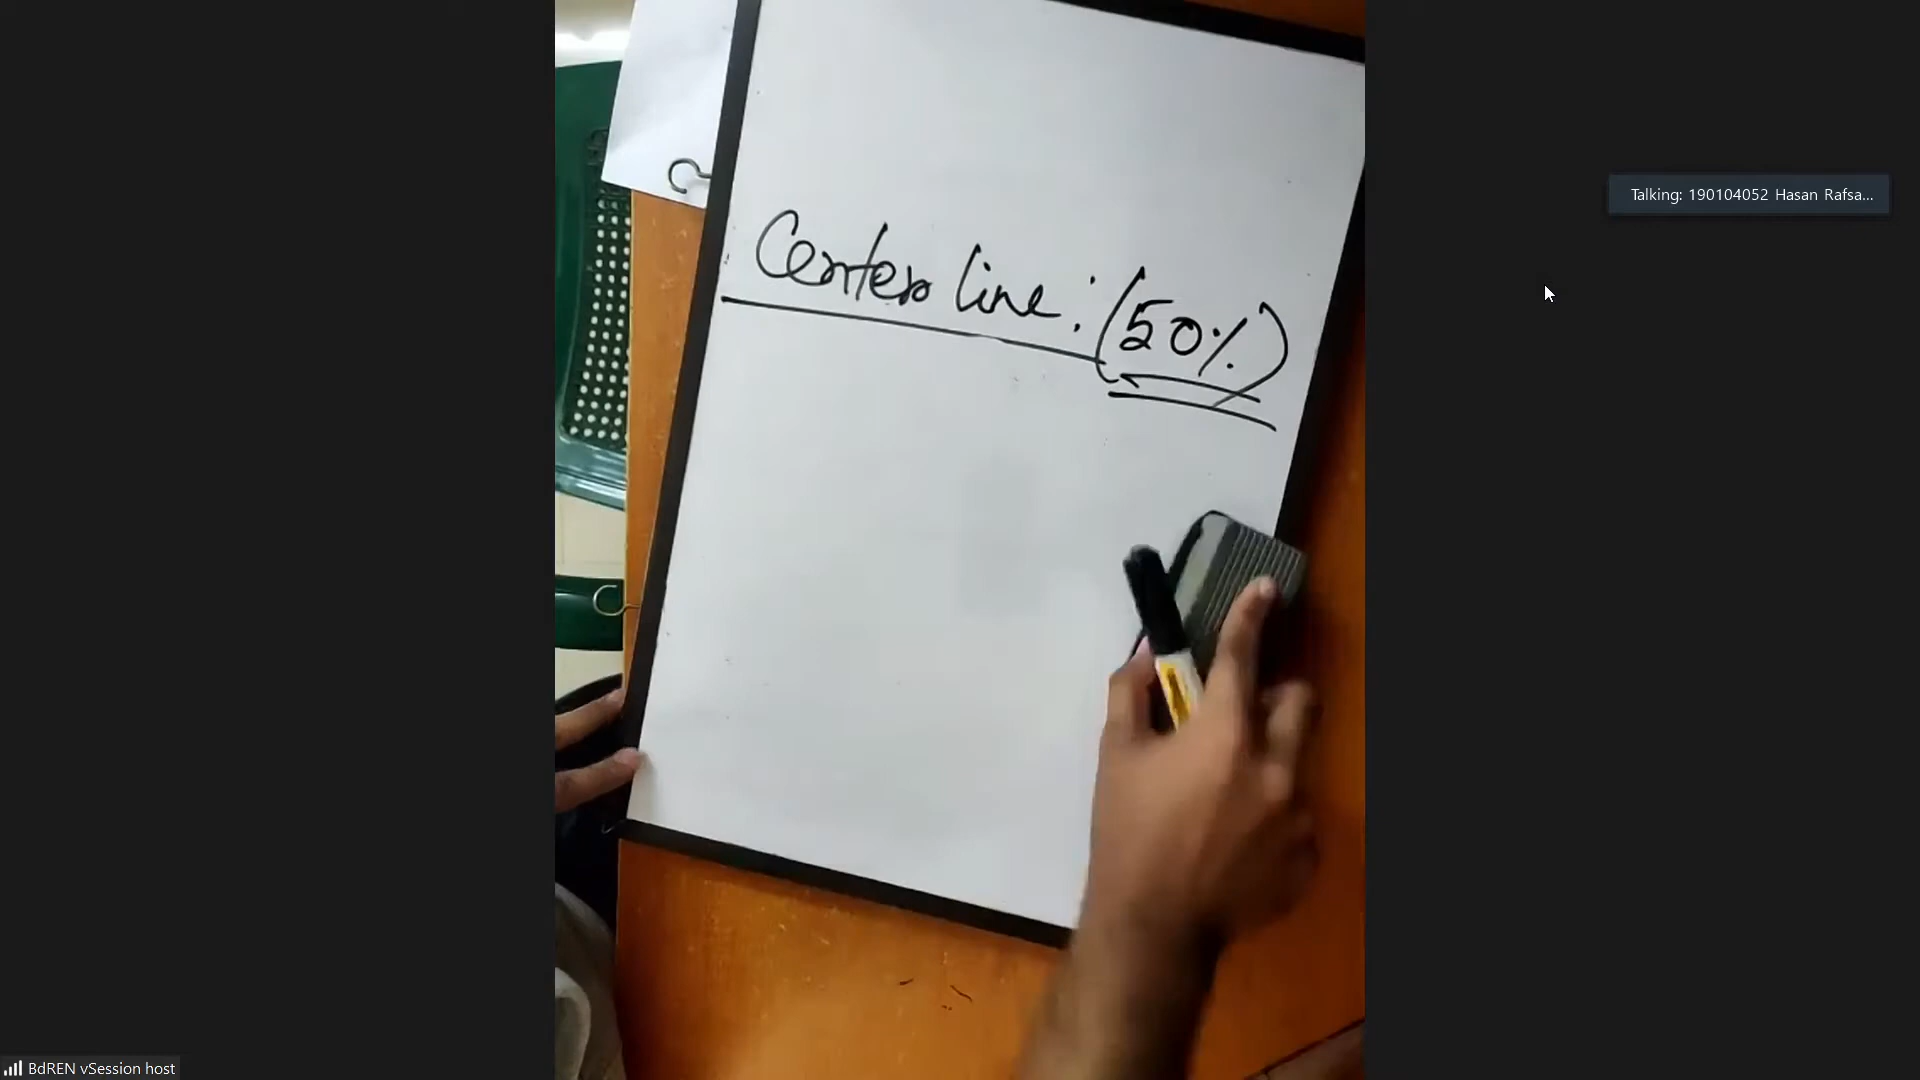 Talking: 190104052 Hasan Rafsa...
Center line: (50%)
BdREN vSession host